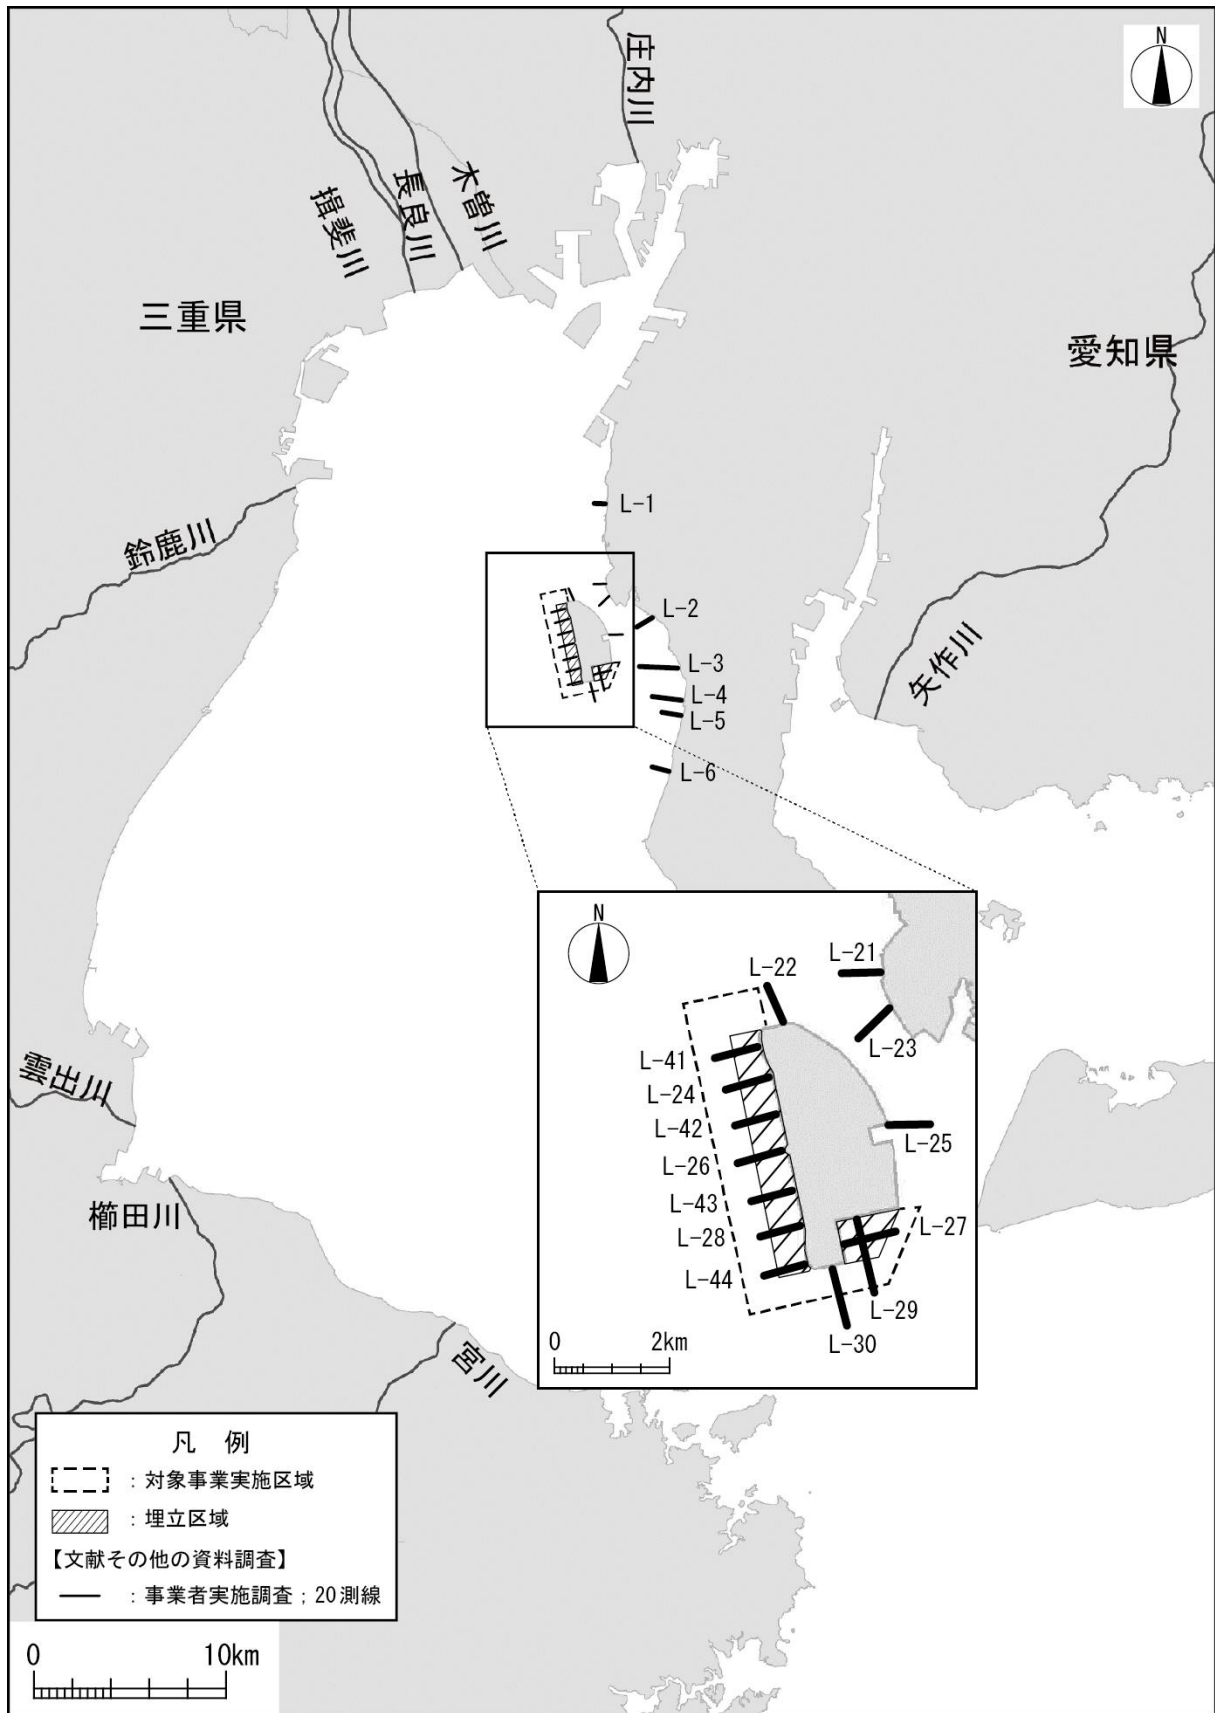 N
庄内川
木曽川
長良川
揖斐川
三重県
愛知県
L-1
鈴鹿川
L-2
L-3
矢作川
L-4
L-5
L-6
N
L-21
L-22
L-23
L-41
L-24
L-42
L-25
L-26
L-43
L-27
L-28
L-44
L-29
L-30
0 2km
雲出川
櫛田川
宮川
凡 例
:対象事業実施区域
:埋立区域
【文献その他の資料調査】
:事業者実施調査;20測線
0 10km